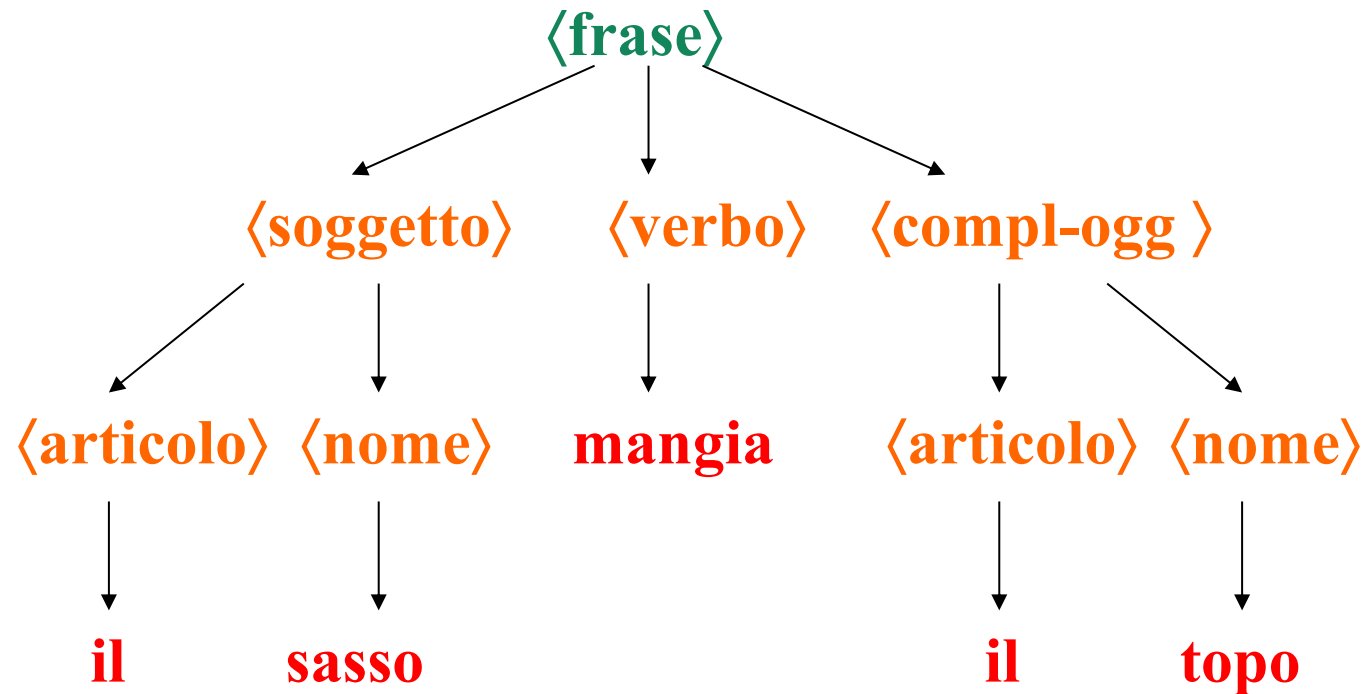 ⟨frase⟩
⟨soggetto⟩ ⟨verbo⟩ ⟨compl-ogg ⟩
⟨articolo⟩ ⟨nome⟩ mangia ⟨articolo⟩ ⟨nome⟩
il sasso il topo